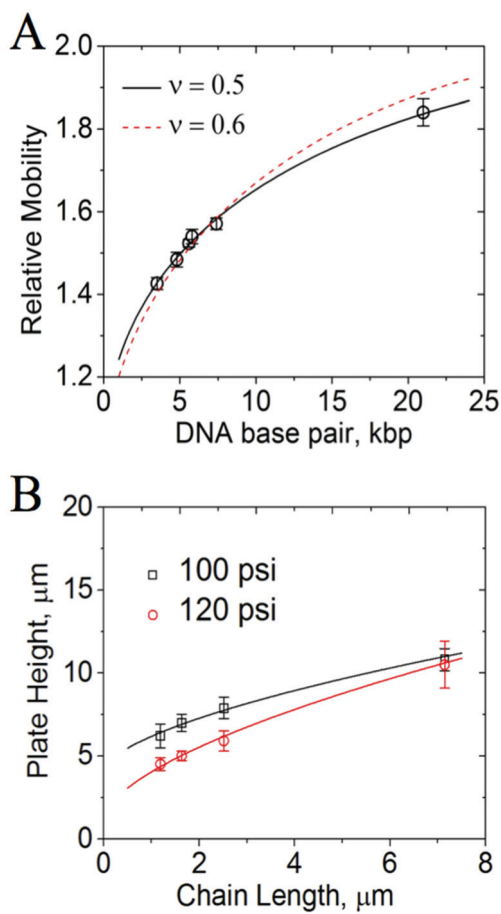 A
2.0
ν = 0.5
ν = 0.6
1.8
1.6
1.4
1.2
Relative Mobility
0 5 10 15 20 25
DNA base pair, kbp
B
20
100 psi
120 psi
15
10
5
0
Plate Height, μm
0 2 4 6 8
Chain Length, μm